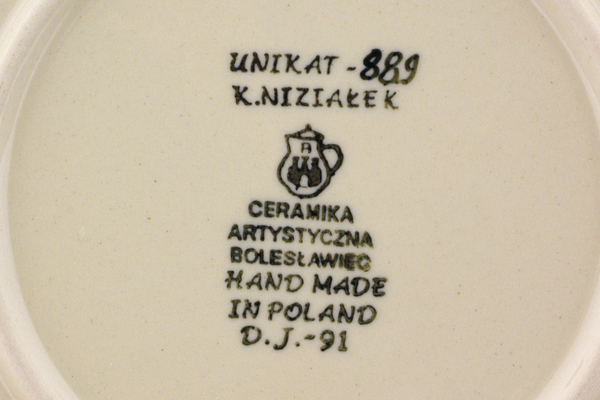 UNIKAT - 889
K. NIZIAŁEK
A
CERAMIKA
ARTYSTYCZNA
BOLESŁAWIEC
HAND MADE
IN POLAND
D.J.-91